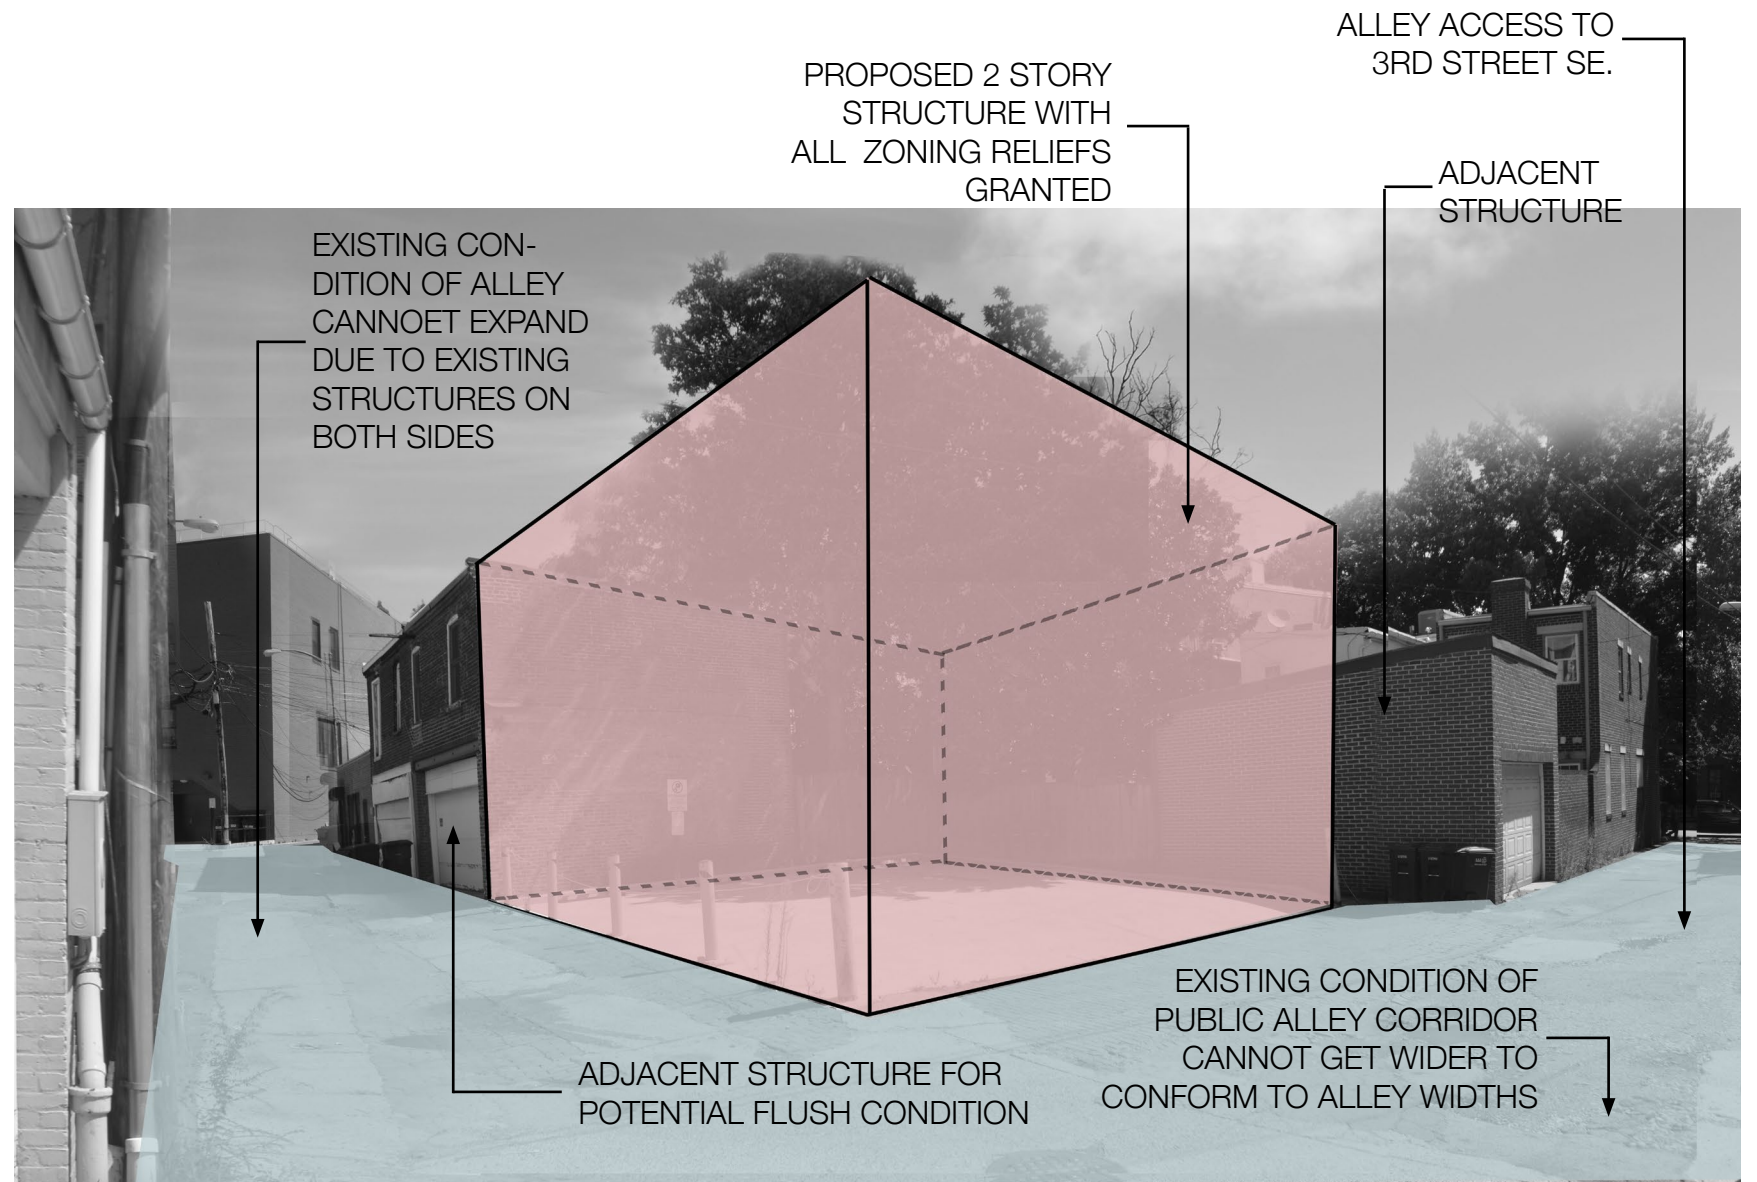 ALLEY ACCESS TO
3RD STREET SE.
PROPOSED 2 STORY
STRUCTURE WITH
ALL ZONING RELIEFS
GRANTED
ADJACENT
STRUCTURE
EXISTING CON-
DITION OF ALLEY
CANNOET EXPAND
DUE TO EXISTING
STRUCTURES ON
BOTH SIDES
EXISTING CONDITION OF
PUBLIC ALLEY CORRIDOR
CANNOT GET WIDER TO
CONFORM TO ALLEY WIDTHS
ADJACENT STRUCTURE FOR
POTENTIAL FLUSH CONDITION